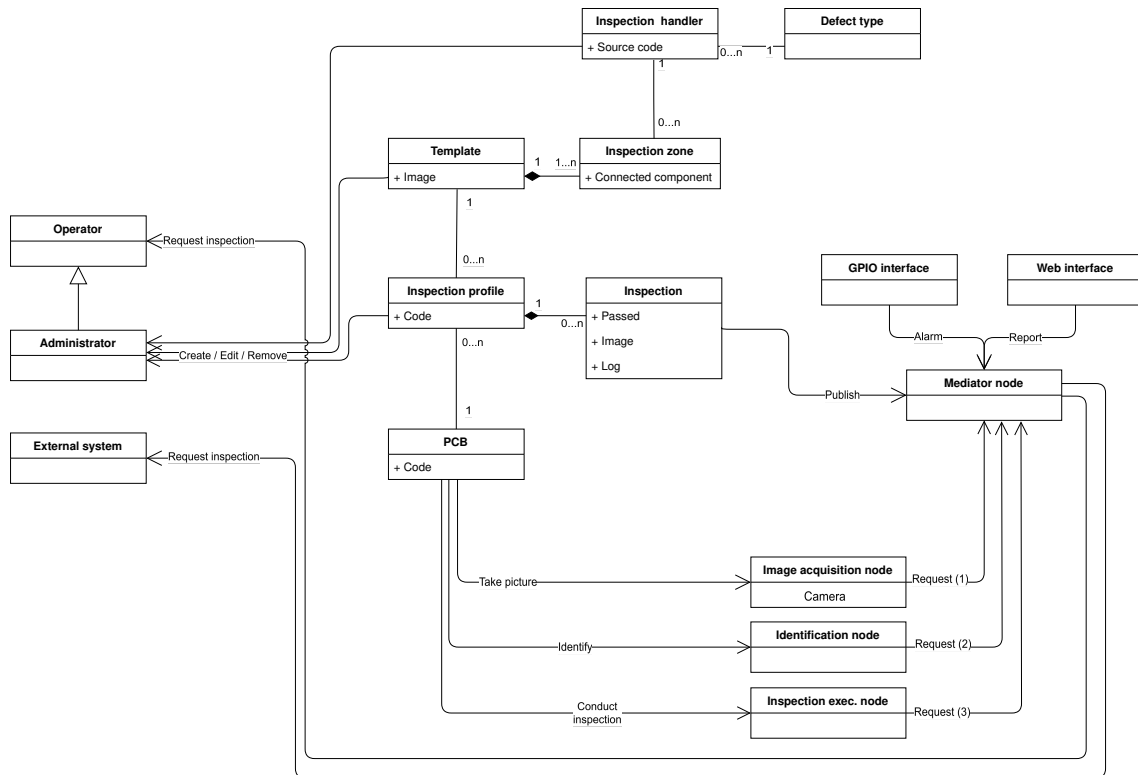 Inspection handler
+ Source code
Defect type
0...n
1
1
0...n
Template
+ Image
1
1...n
Inspection zone
+ Connected component
1
Operator
Request inspection
0...n
GPIO interface
Web interface
Inspection profile
+ Code
1
0...n
Inspection
+ Passed
+ Image
+ Log
Administrator
Create / Edit / Remove
0...n
Alarm
Report
Mediator node
Publish
1
External system
Request inspection
PCB
+ Code
Take picture
Image acquisition node
Camera
Request (1)
Identify
Identification node
Request (2)
Conduct
inspection
Inspection exec. node
Request (3)